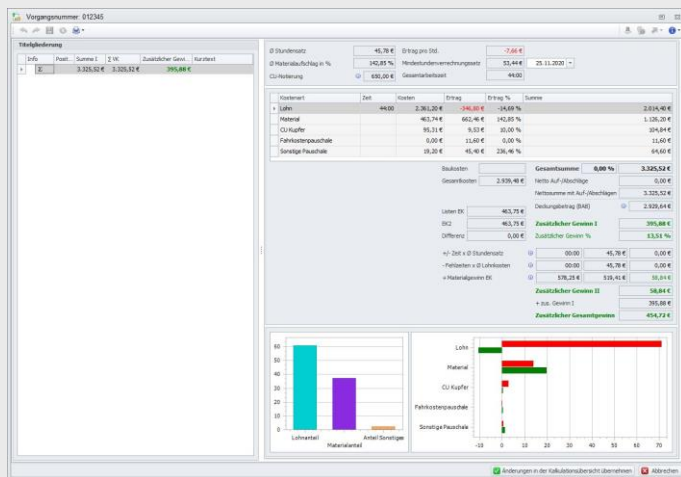 Vorgangsnummer: 012345
Titelgliederung
Info Posit... Summe I ∑ VK Zusätzlicher Gewi... Kurztext
∑ 3.325,52 € 3.325,52 € 395,88 €
Ø Stundensatz 45,78 € Ertrag pro Std. -7,66 €
Ø Materialaufschlag in % 142,85 % Mindeststundenverrechnungssatz 53,44 € 25.11.2020
CU-Notierung 650,00 € Gesamtarbeitszeit 44:00
Kostenart Zeit Kosten Ertrag Ertrag % Summe
Lohn 44:00 2.361,20 € -346,80 € -14,69 % 2.014,40 €
Material 463,74 € 662,46 € 142,85 % 1.126,20 €
CU Kupfer 95,31 € 9,53 € 10,00 % 104,84 €
Fahrkostenpauschale 0,00 € 11,60 € 0,00 % 11,60 €
Sonstige Pauschale 19,20 € 45,40 € 236,46 % 64,60 €
Baukosten Gesamtsumme 0,00 % 3.325,52 €
Gesamtkosten 2.939,48 € Netto Auf-/Abschläge 0,00 €
Nettosumme mit Auf-/Abschlägen 3.325,52 €
Deckungsbeitrag (BAB) 2.929,64 €
Listen EK 463,75 €
EK2 463,75 € Zusätzlicher Gewinn I 395,88 €
Differenz 0,00 € Zusätzlicher Gewinn % 13,51 %
+/- Zeit x Ø Stundensatz 00:00 45,78 € 0,00 €
- Fehlzeiten x Ø Lohnkosten 00:00 45,78 € 0,00 €
+ Materialgewinn EK 578,25 € 519,41 € 58,84 €
Zusätzlicher Gewinn II 58,84 €
+ zus. Gewinn I 395,88 €
Zusätzlicher Gesamtgewinn 454,72 €
60
50
40
30
20
10
0
Lohnanteil Anteil Sonstiges
Materialanteil
Lohn
Material
CU Kupfer
Fahrkostenpauschale
Sonstige Pauschale
-10 0 10 20 30 40 50 60 70
Änderungen in der Kalkulationsübersicht übernehmen Abbrechen